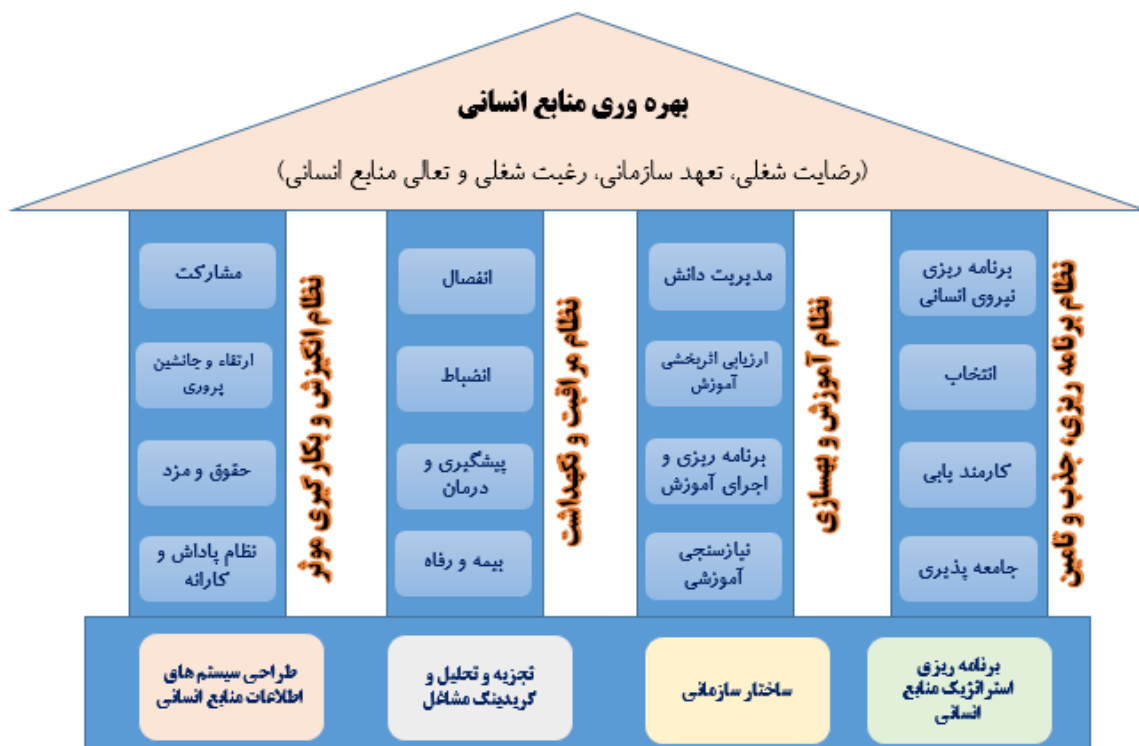 بهره وری منابع انسانی
(رضایت شغلی، تعهد سازمانی، رغبت شغلی و تعالی منابع انسانی)
نظام برنامه ریزی، جذب و تامین
برنامه ریزی
نیروی انسانی
انتخاب
کارمند یابی
جامعه پذیری
نظام آموزش و بهسازی
مدیریت دانش
ارزیابی اثربخشی
آموزش
برنامه ریزی و
اجرای آموزش
نیازسنجی
آموزشی
نظام مراقبت و نگهداشت
انفصال
انضباط
پیشگیری و
درمان
بیمه و رفاه
نظام انگیزش و بکارگیری موثر
مشارکت
ارتقاء و جانشین
پروری
حقوق و مزد
نظام پاداش و
کارانه
برنامه ریزی
استراتژیک منابع
انسانی
ساختار سازمانی
تجزیه و تحلیل و
گریدینگ مشاغل
طراحی سیستم های
اطلاعات منابع انسانی